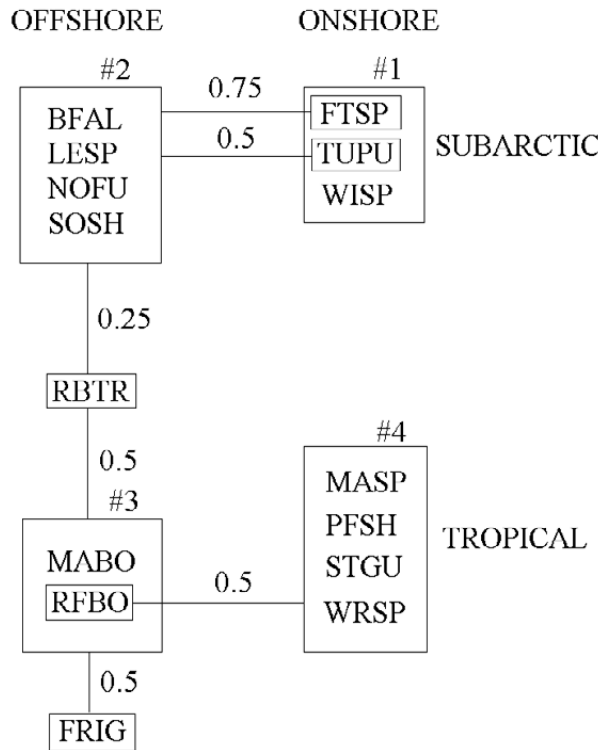 OFFSHORE
ONSHORE
#2
#1
BFAL
LESP
NOFU
SOSH
0.75
0.5
FTSP
TUPU
WISP
SUBARCTIC
0.25
RBTR
0.5
#3
#4
MABO
RFBO
0.5
MASP
PFSH
STGU
WRSP
TROPICAL
0.5
FRIG